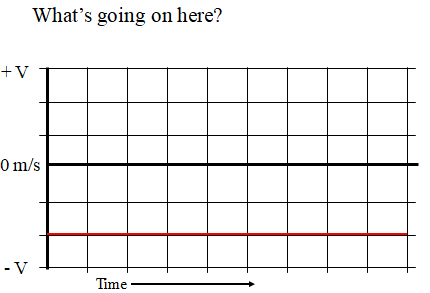 What's going on here?
+ V
0 m/s
- V
Time